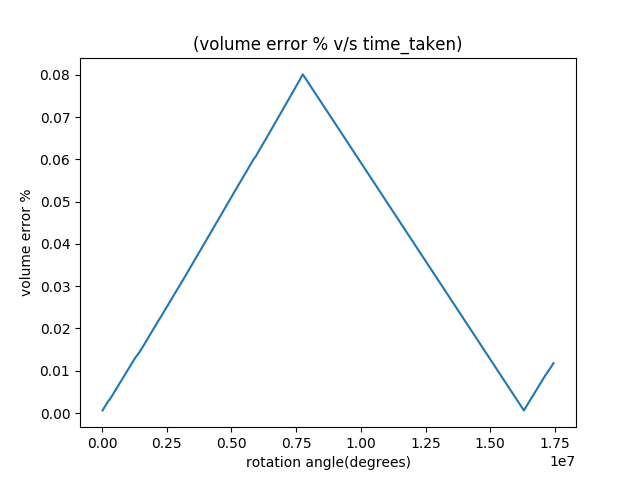 (volume error % v/s time_taken)
0.08
0.07
0.06
0.05
0.04
0.03
0.02
0.01
0.00
volume error %
0.00 0.25 0.50 0.75 1.00 1.25 1.50 1.75
1e7
rotation angle(degrees)